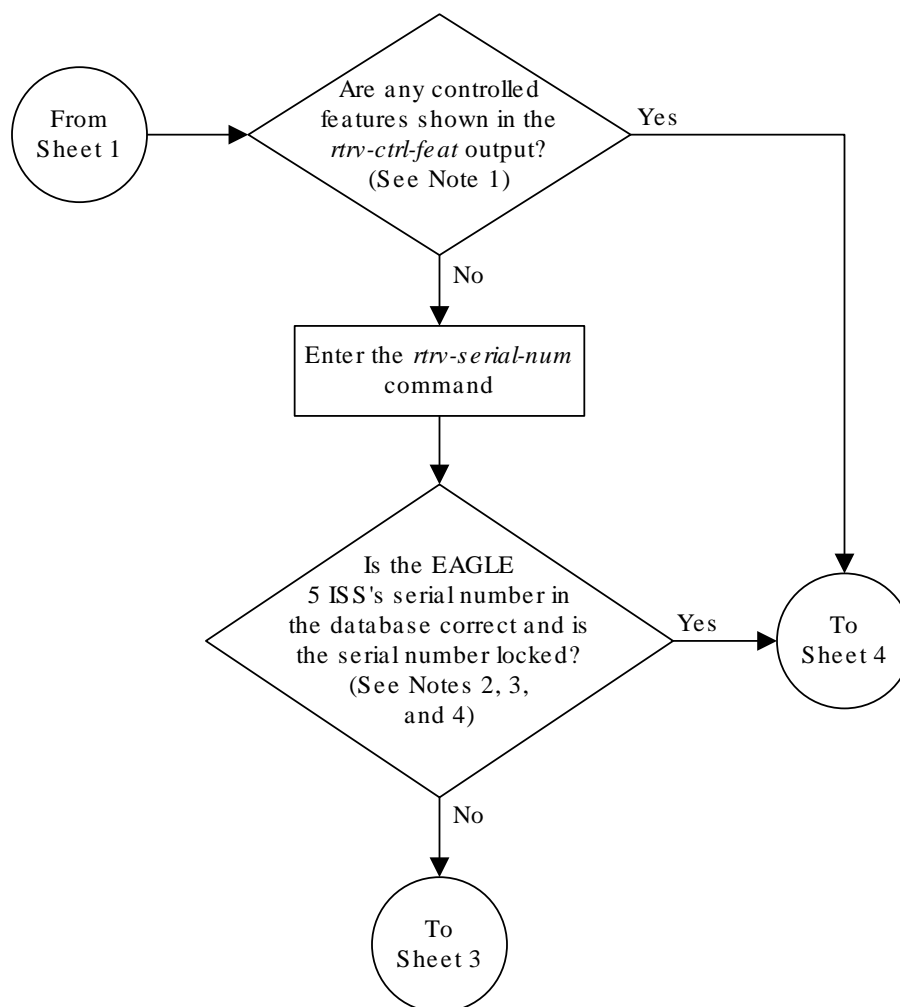 From
Sheet 1
Are any controlled
features shown in the
rtrv-ctrl-feat output?
(See Note 1)
Yes
No
Enter the rtrv-serial-num
command
Is the EAGLE
5 ISS's serial number in
the database correct and is
the serial number locked?
(See Notes 2, 3,
and 4)
Yes
To
Sheet 4
No
To
Sheet 3